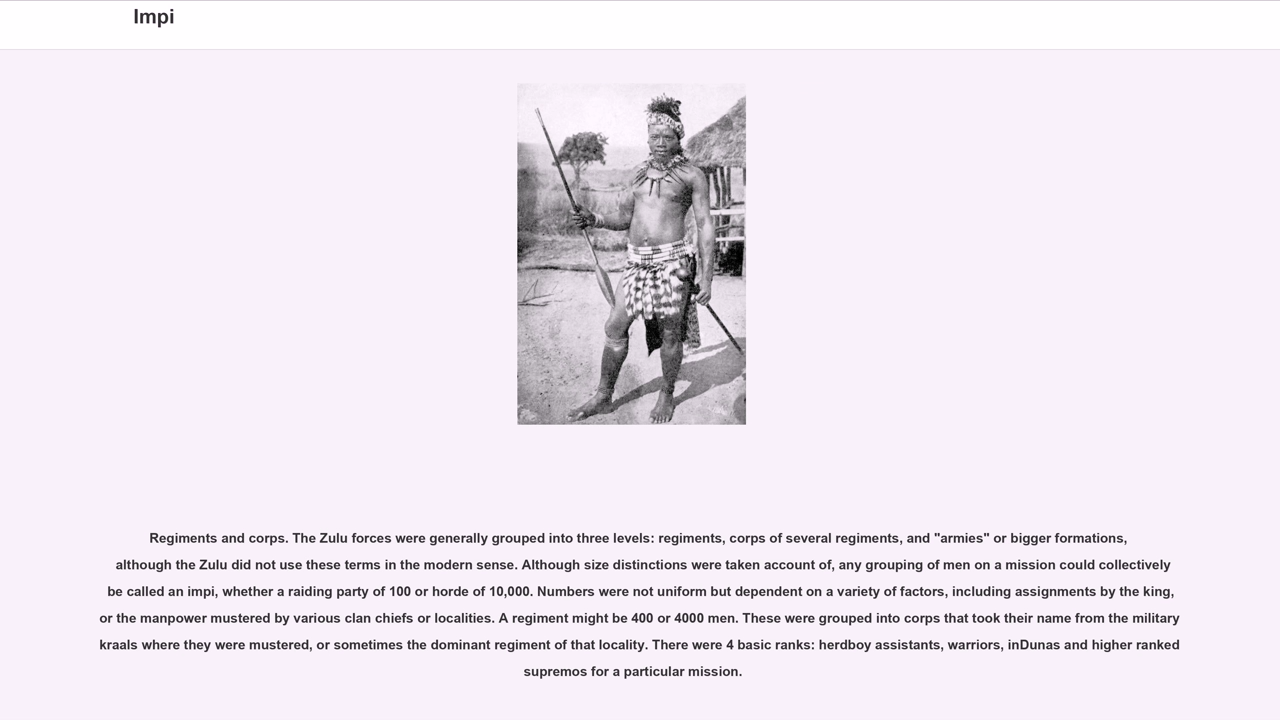 Impi
Regiments and corps. The Zulu forces were generally grouped into three levels: regiments, corps of several regiments, and "armies" or bigger formations,
although the Zulu did not use these terms in the modern sense. Although size distinctions were taken account of, any grouping of men on a mission could collectively
be called an impi, whether a raiding party of 100 or horde of 10,000. Numbers were not uniform but dependent on a variety of factors, including assignments by the king,
or the manpower mustered by various clan chiefs or localities. A regiment might be 400 or 4000 men. These were grouped into corps that took their name from the military
kraals where they were mustered, or sometimes the dominant regiment of that locality. There were 4 basic ranks: herdboy assistants, warriors, inDunas and higher ranked
supremos for a particular mission.